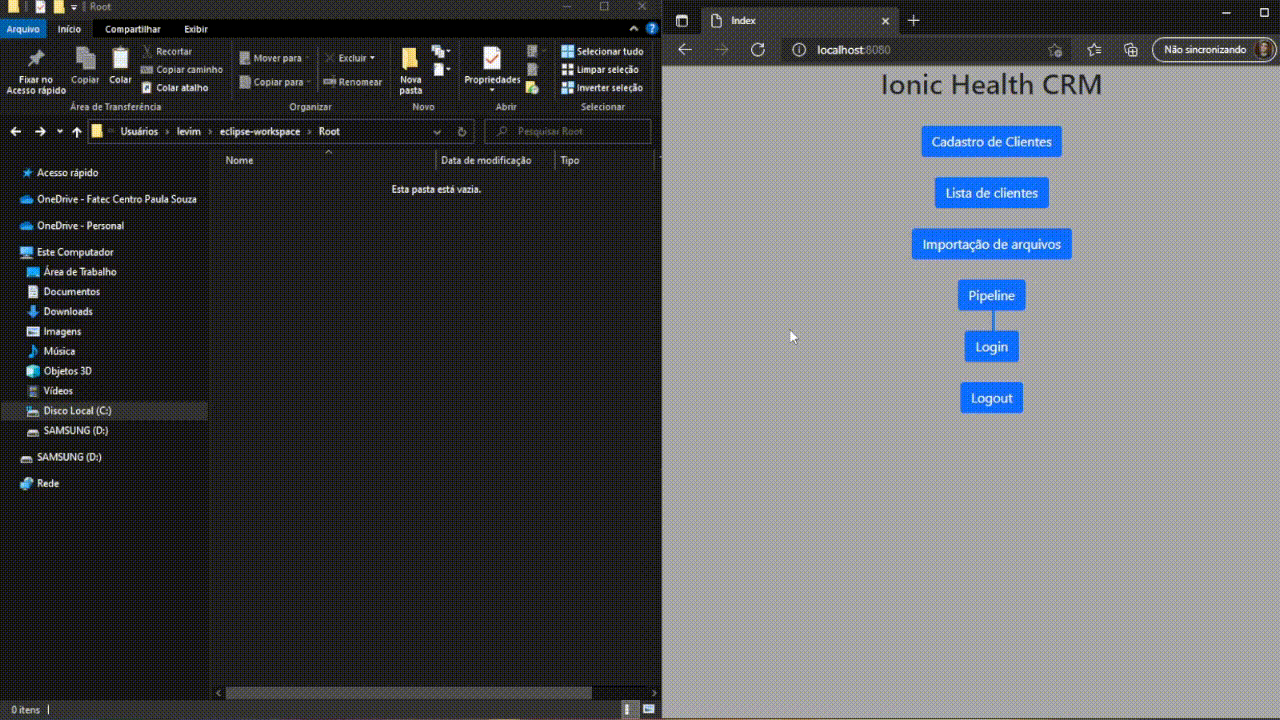 Root
Arquivo Início Compartilhar Exibir
Fixar no Acesso rápido
Copiar
Colar
Recortar
Copiar caminho
Colar atalho
Área de Transferência
Mover para
Copiar para
Excluir
Renomear
Organizar
Nova pasta
Novo
Propriedades
Abrir
Selecionar tudo
Limpar seleção
Inverter seleção
Selecionar
Usuários › levim › eclipse-workspace › Root
Pesquisar Root
Nome Data de modificação Tipo
Esta pasta está vazia.
Acesso rápido
OneDrive - Fatec Centro Paula Souza
OneDrive - Personal
Este Computador
Área de Trabalho
Documentos
Downloads
Imagens
Música
Objetos 3D
Vídeos
Disco Local (C:)
SAMSUNG (D:)
SAMSUNG (D:)
Rede
0 itens
Index
localhost:8080
Não sincronizando
Ionic Health CRM
Cadastro de Clientes
Lista de clientes
Importação de arquivos
Pipeline
Login
Logout